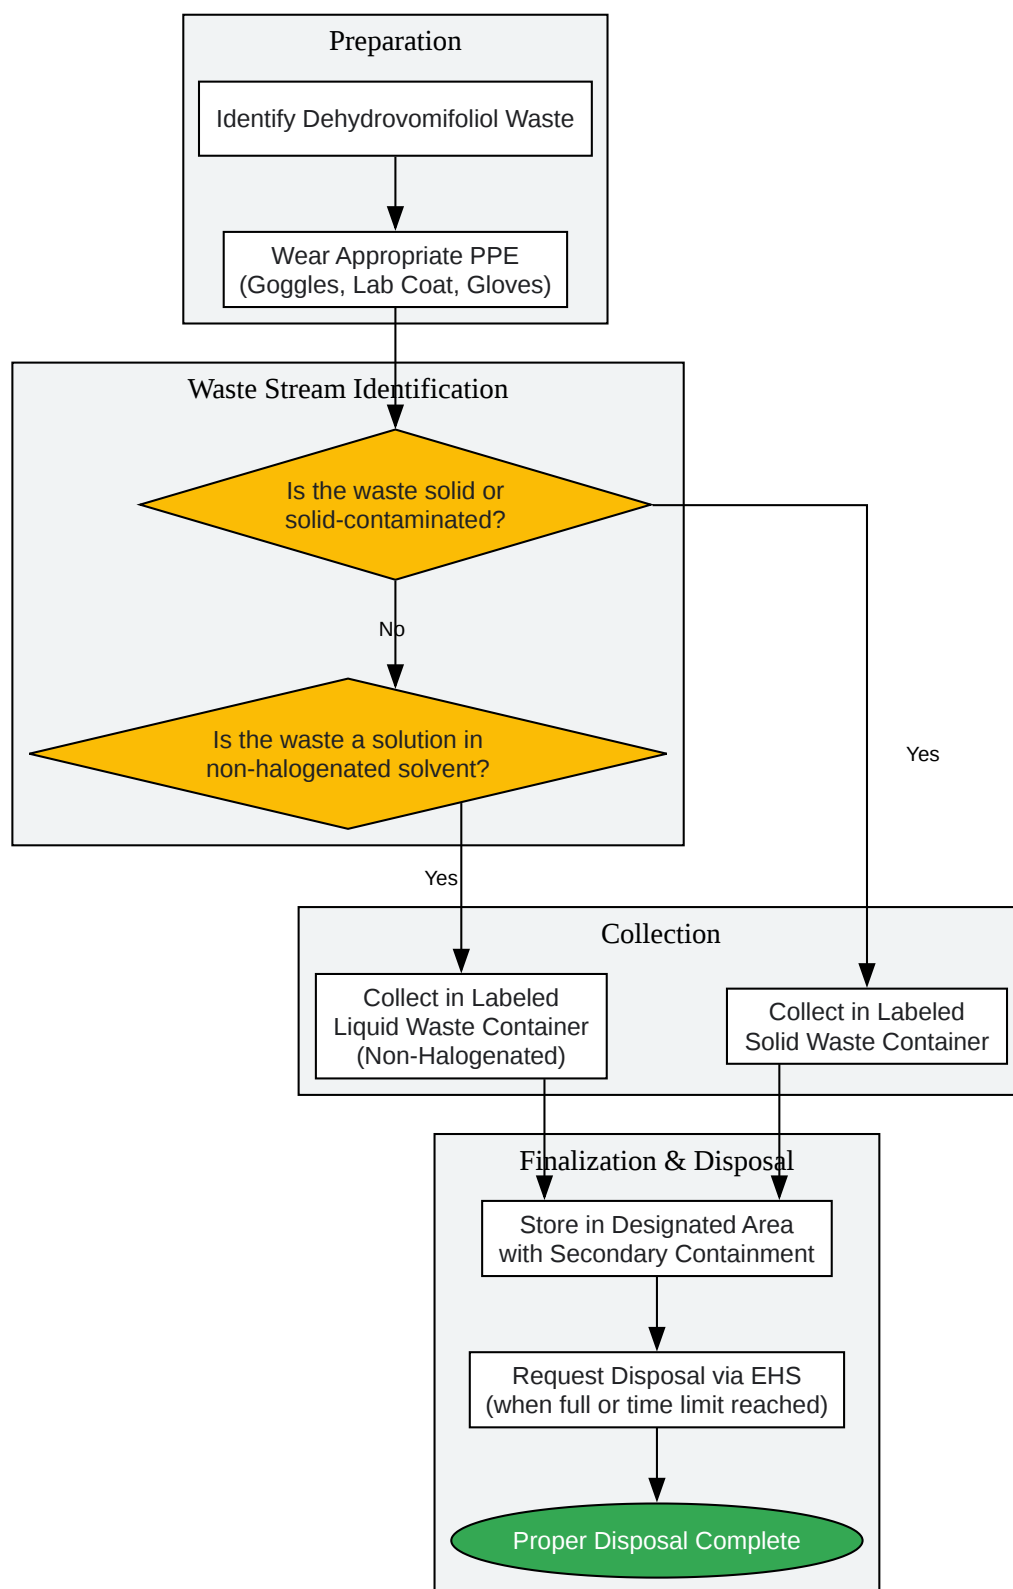 Preparation
Identify Dehydrovomifoliol Waste
Wear Appropriate PPE
(Goggles, Lab Coat, Gloves)
Waste Stream Identification
Is the waste solid or
solid-contaminated?
No
Is the waste a solution in
non-halogenated solvent?
Yes
Yes
Collection
Collect in Labeled
Liquid Waste Container
(Non-Halogenated)
Collect in Labeled
Solid Waste Container
Finalization & Disposal
Store in Designated Area
with Secondary Containment
Request Disposal via EHS
(when full or time limit reached)
Proper Disposal Complete